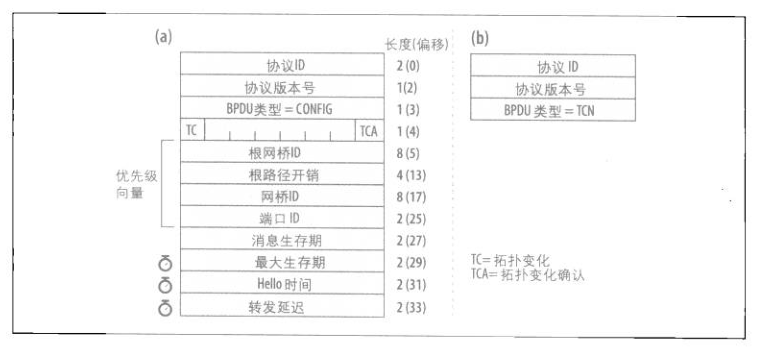 (a)
长度(偏移)
协议ID 2 (0)
协议版本号 1(2)
BPDU类型 = CONFIG 1 (3)
TC TCA 1 (4)
根网桥ID 8 (5)
根路径开销 4 (13)
网桥ID 8 (17)
端口 ID 2 (25)
消息生存期 2 (27)
最大生存期 2 (29)
Hello 时间 2 (31)
转发延迟 2 (33)
优先级
向量
(b)
协议 ID
协议版本号
BPDU 类型 = TCN
TC= 拓扑变化
TCA= 拓扑变化确认